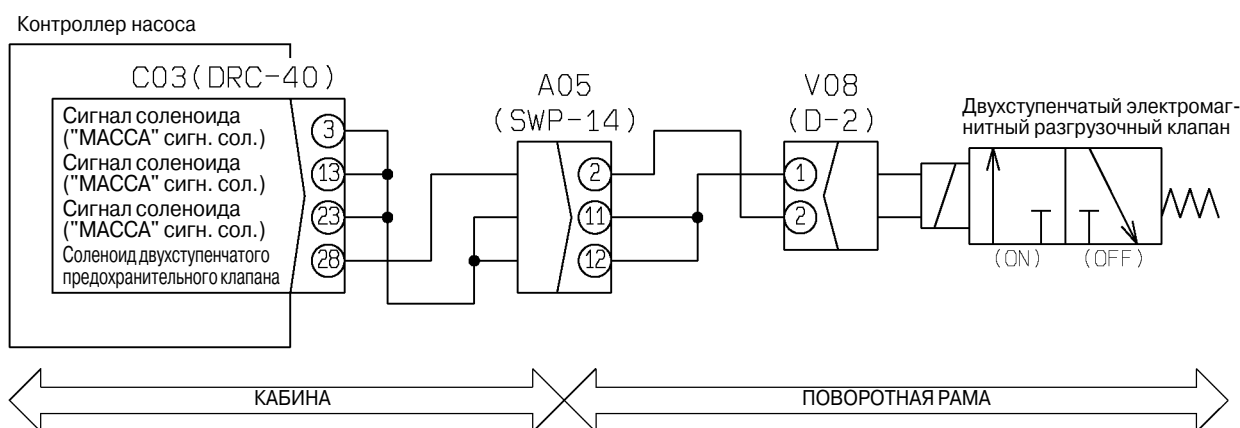 Контроллер насоса
C03(DRC-40)
Сигнал соленоида
("МАССА" сигн. сол.)
Сигнал соленоида
("МАССА" сигн. сол.)
Сигнал соленоида
("МАССА" сигн. сол.)
Соленоид двухступенчатого
предохранительного клапана
3
13
23
28
A05
(SWP-14)
2
11
12
V08
(D-2)
1
2
Двухступенчатый электромаг-
нитный разгрузочный клапан
(ON) (OFF)
КАБИНА
ПОВОРОТНАЯ РАМА